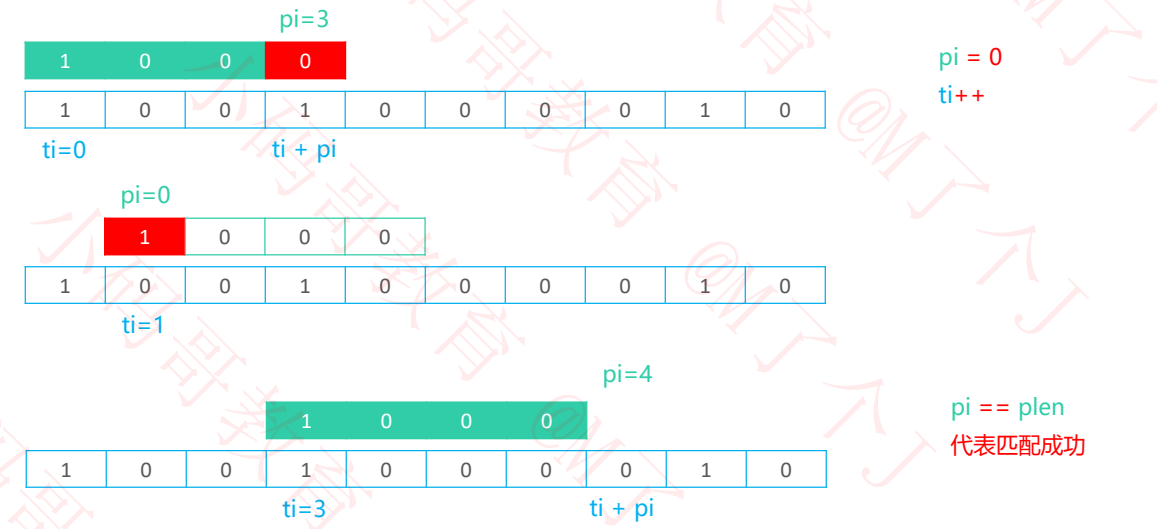 pi=3
1 0 0 0
1 0 0 1 0 0 0 0 1 0
ti=0 ti + pi
pi = 0
ti++
pi=0
1 0 0 0
1 0 0 1 0 0 0 0 1 0
ti=1
pi=4
1 0 0 0
1 0 0 1 0 0 0 0 1 0
ti=3 ti + pi
pi == plen
代表匹配成功
小码哥教育 @M了个J